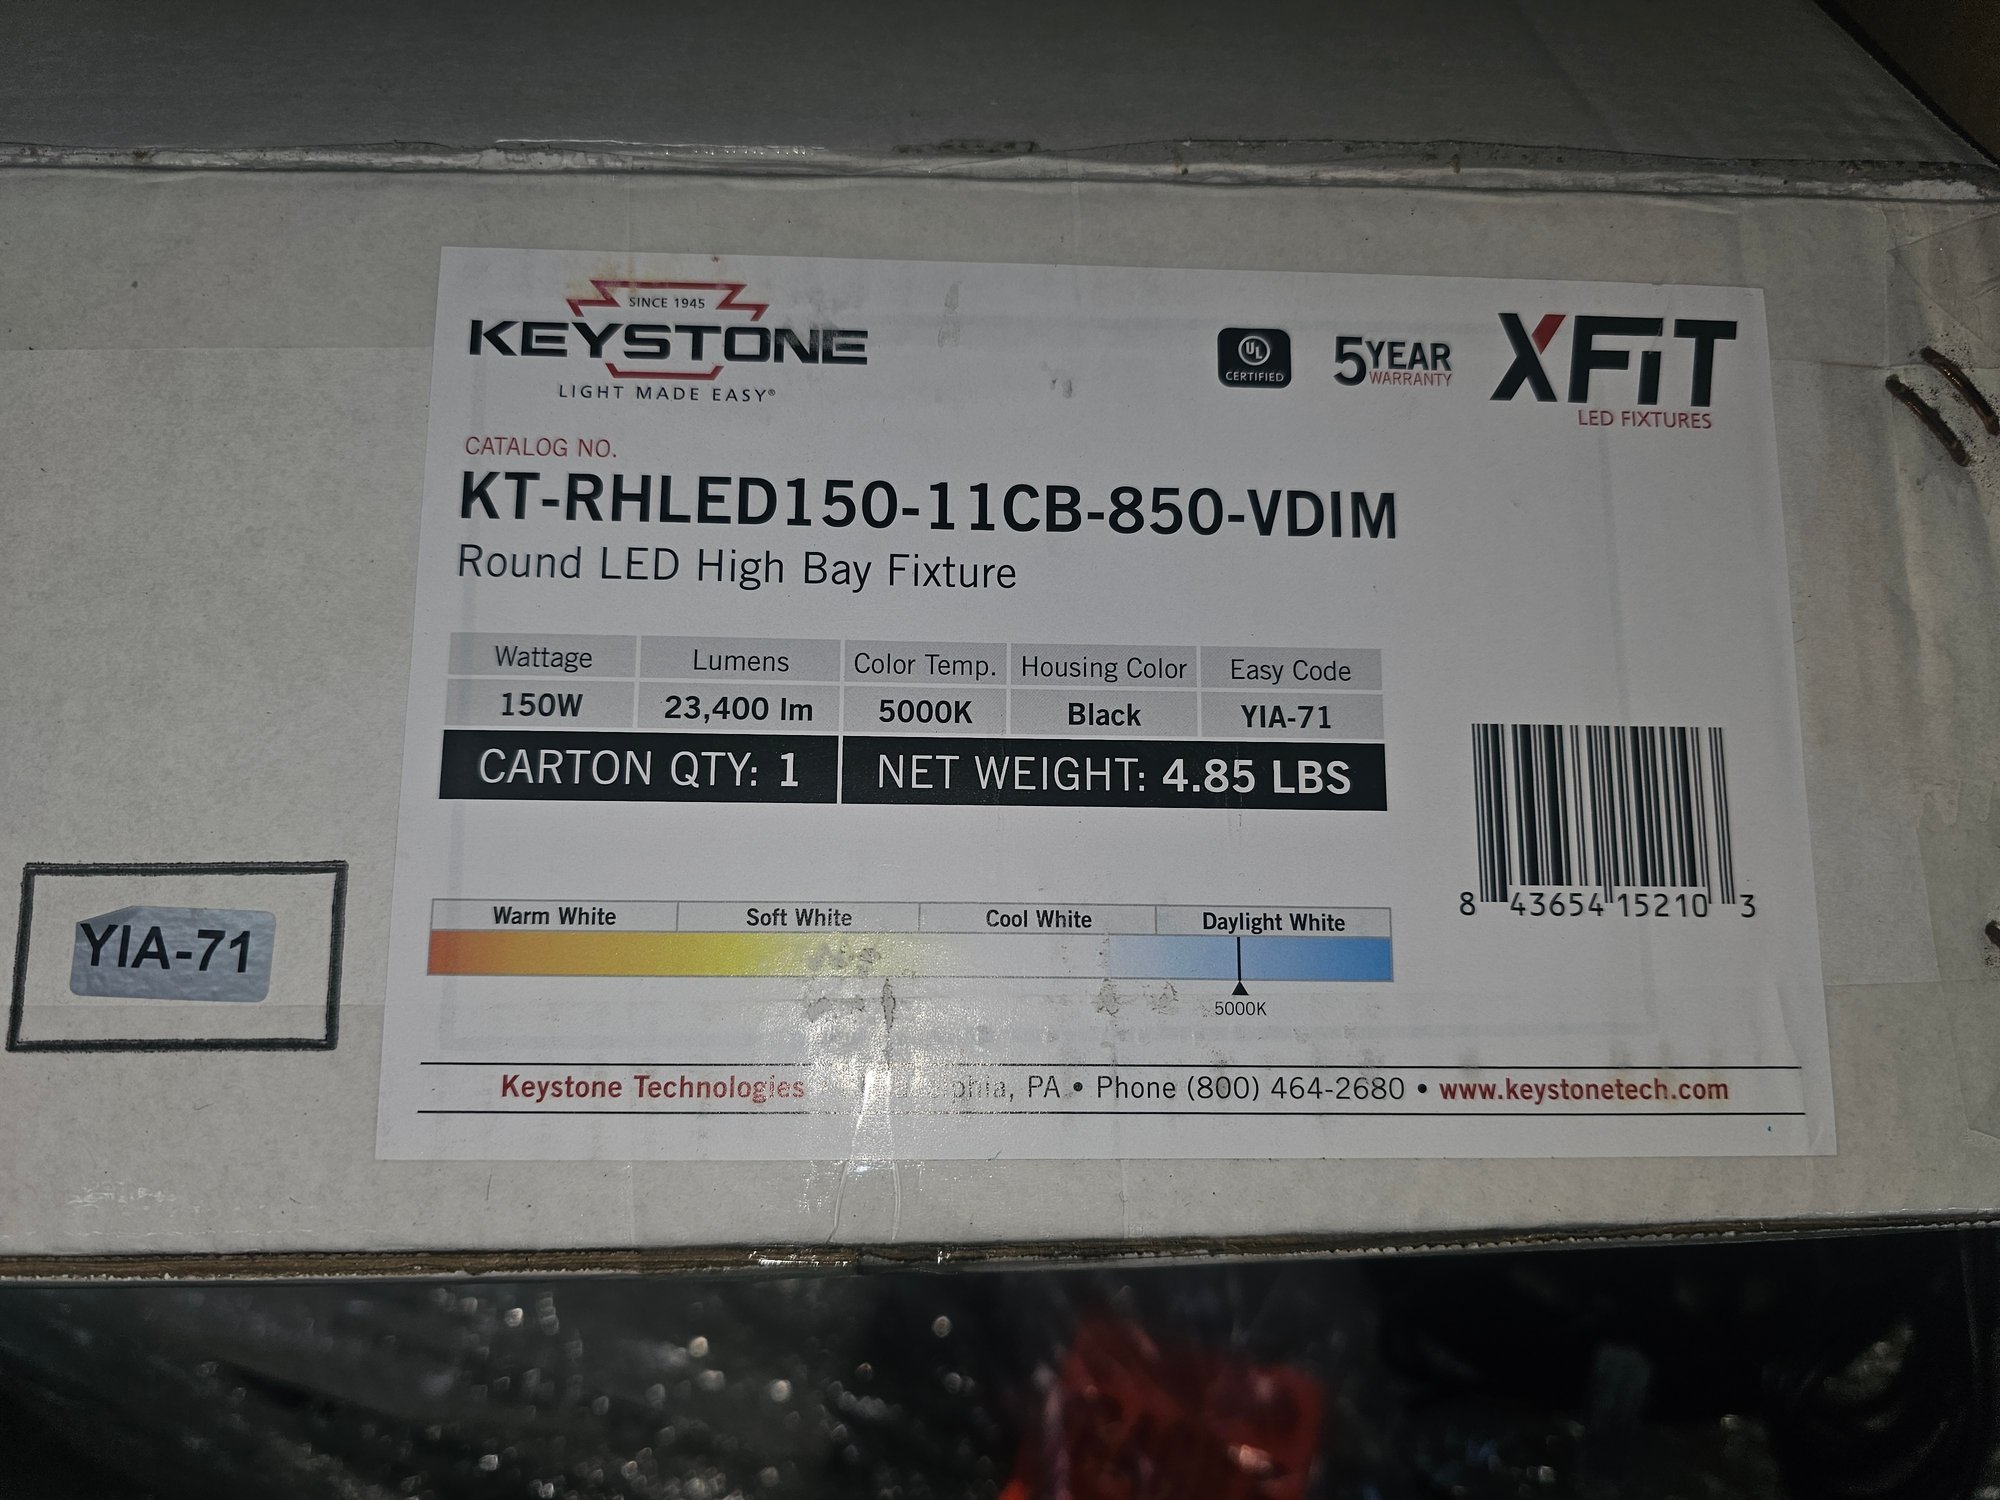 SINCE 1945
KEYSTONE
LIGHT MADE EASY®
UL
CERTIFIED
5 YEAR
WARRANTY
XFiT
LED FIXTURES
CATALOG NO.
KT-RHLED150-11CB-850-VDIM
Round LED High Bay Fixture
Wattage Lumens Color Temp. Housing Color Easy Code
150W 23,400 lm 5000K Black YIA-71
CARTON QTY: 1 NET WEIGHT: 4.85 LBS
8 43654 15210 3
Warm White Soft White Cool White Daylight White
5000K
YIA-71
Keystone Technologies PA • Phone (800) 464-2680 • www.keystonetech.com